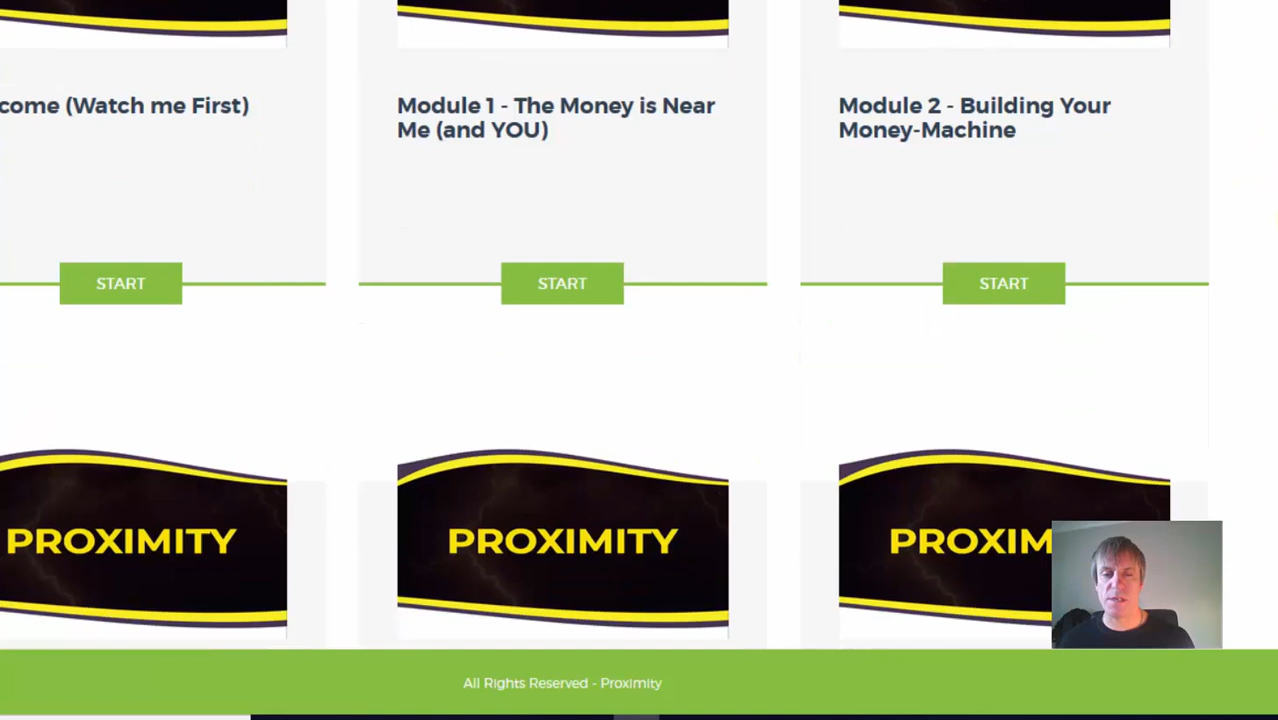 come (Watch me First)
Module 1 - The Money is Near
Me (and YOU)
Module 2 - Building Your
Money-Machine
START
START
START
PROXIMITY
PROXIMITY
PROXIM
All Rights Reserved - Proximity